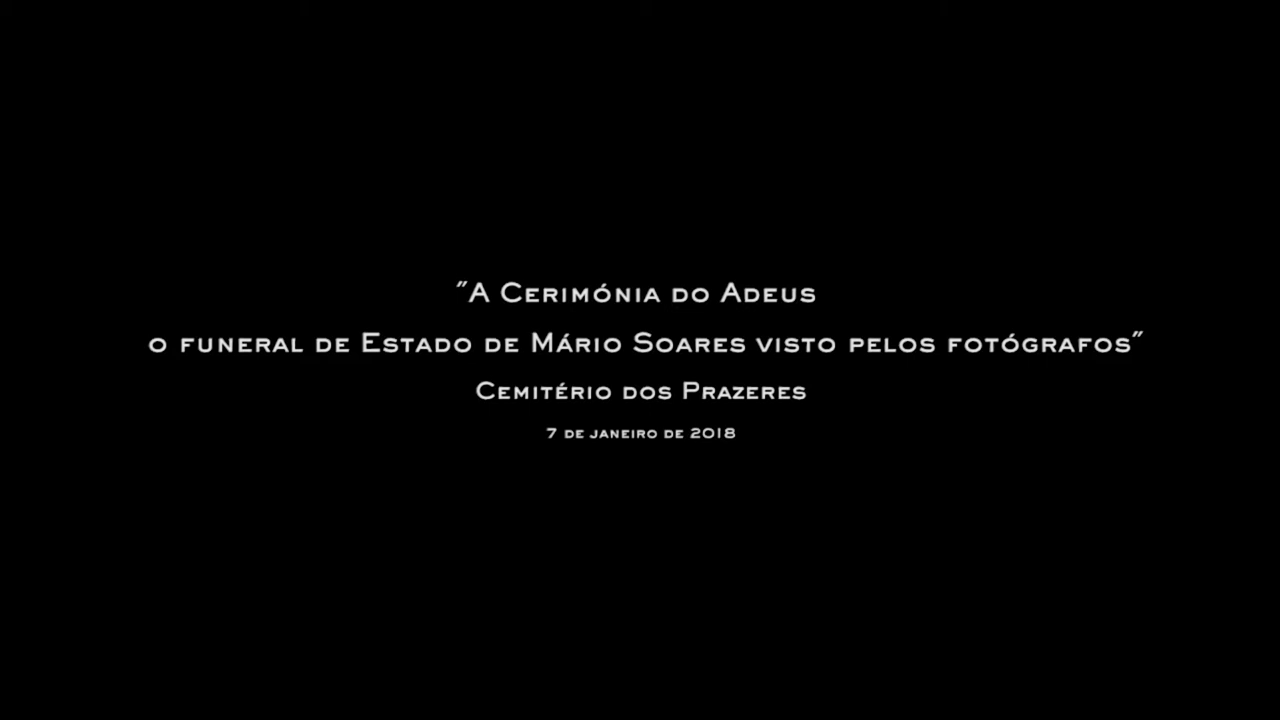 "A Cerimónia do Adeus
o funeral de Estado de Mário Soares visto pelos fotógrafos"
Cemitério dos Prazeres
7 de janeiro de 2018